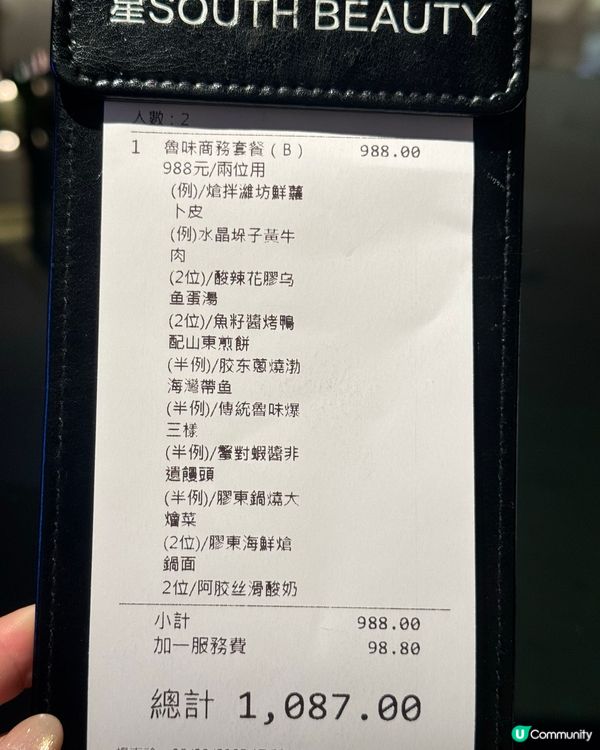 星SOUTH BEAUTY
人數：2
1 魯味商務套餐（B） 988.00
988元/兩位用
(例)/熗拌濰坊鮮蘿
卜皮
(例)水晶垛子黃牛
肉
(2位)/酸辣花膠乌
鱼蛋湯
(2位)/魚籽醬烤鴨
配山東煎餅
(半例)/胶东蔥燒渤
海灣帶鱼
(半例)/傳統魯味爆
三樣
(半例)/蟹對蝦醬非
遺饅頭
(半例)/膠東鍋燒大
燴菜
(2位)/膠東海鮮熗
鍋面
2位/阿胶丝滑酸奶
小計 988.00
加一服務費 98.80
總計 1,087.00
U Community